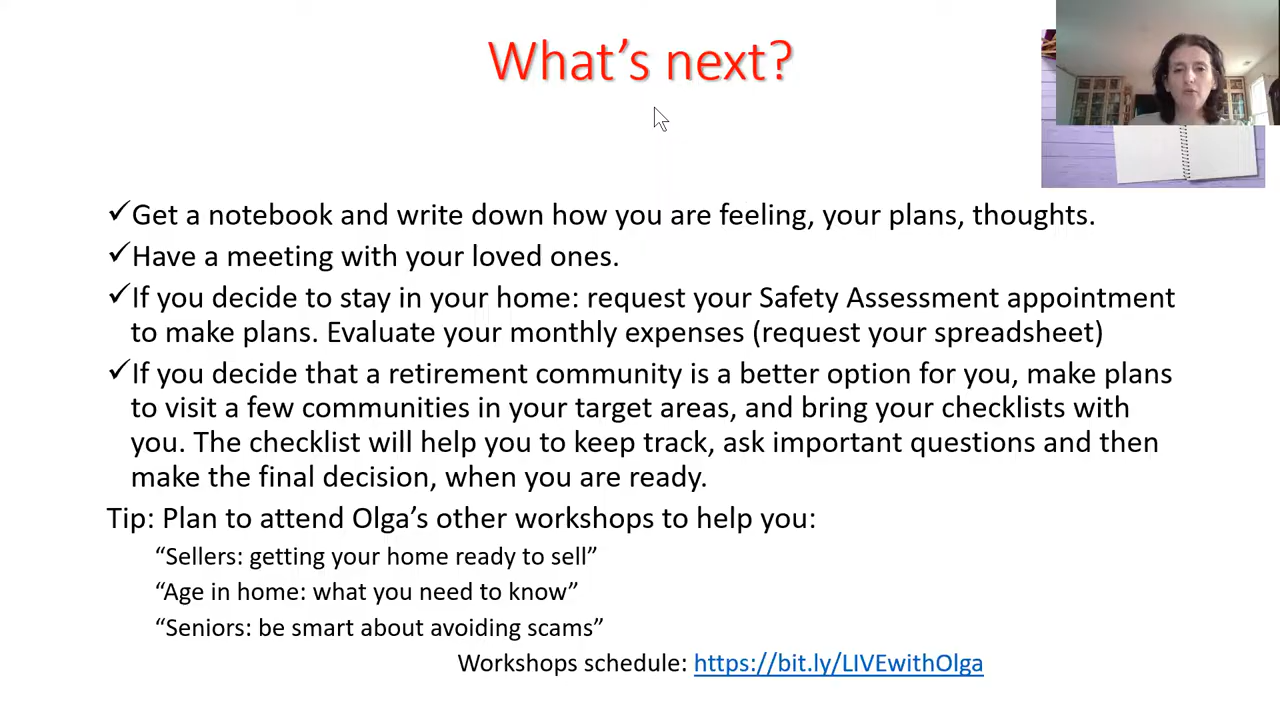 What’s next?
✓Get a notebook and write down how you are feeling, your plans, thoughts.
✓Have a meeting with your loved ones.
✓If you decide to stay in your home: request your Safety Assessment appointment
to make plans. Evaluate your monthly expenses (request your spreadsheet)
✓If you decide that a retirement community is a better option for you, make plans
to visit a few communities in your target areas, and bring your checklists with
you. The checklist will help you to keep track, ask important questions and then
make the final decision, when you are ready.
Tip: Plan to attend Olga’s other workshops to help you:
“Sellers: getting your home ready to sell”
“Age in home: what you need to know”
“Seniors: be smart about avoiding scams”
Workshops schedule: https://bit.ly/LIVEwithOlga